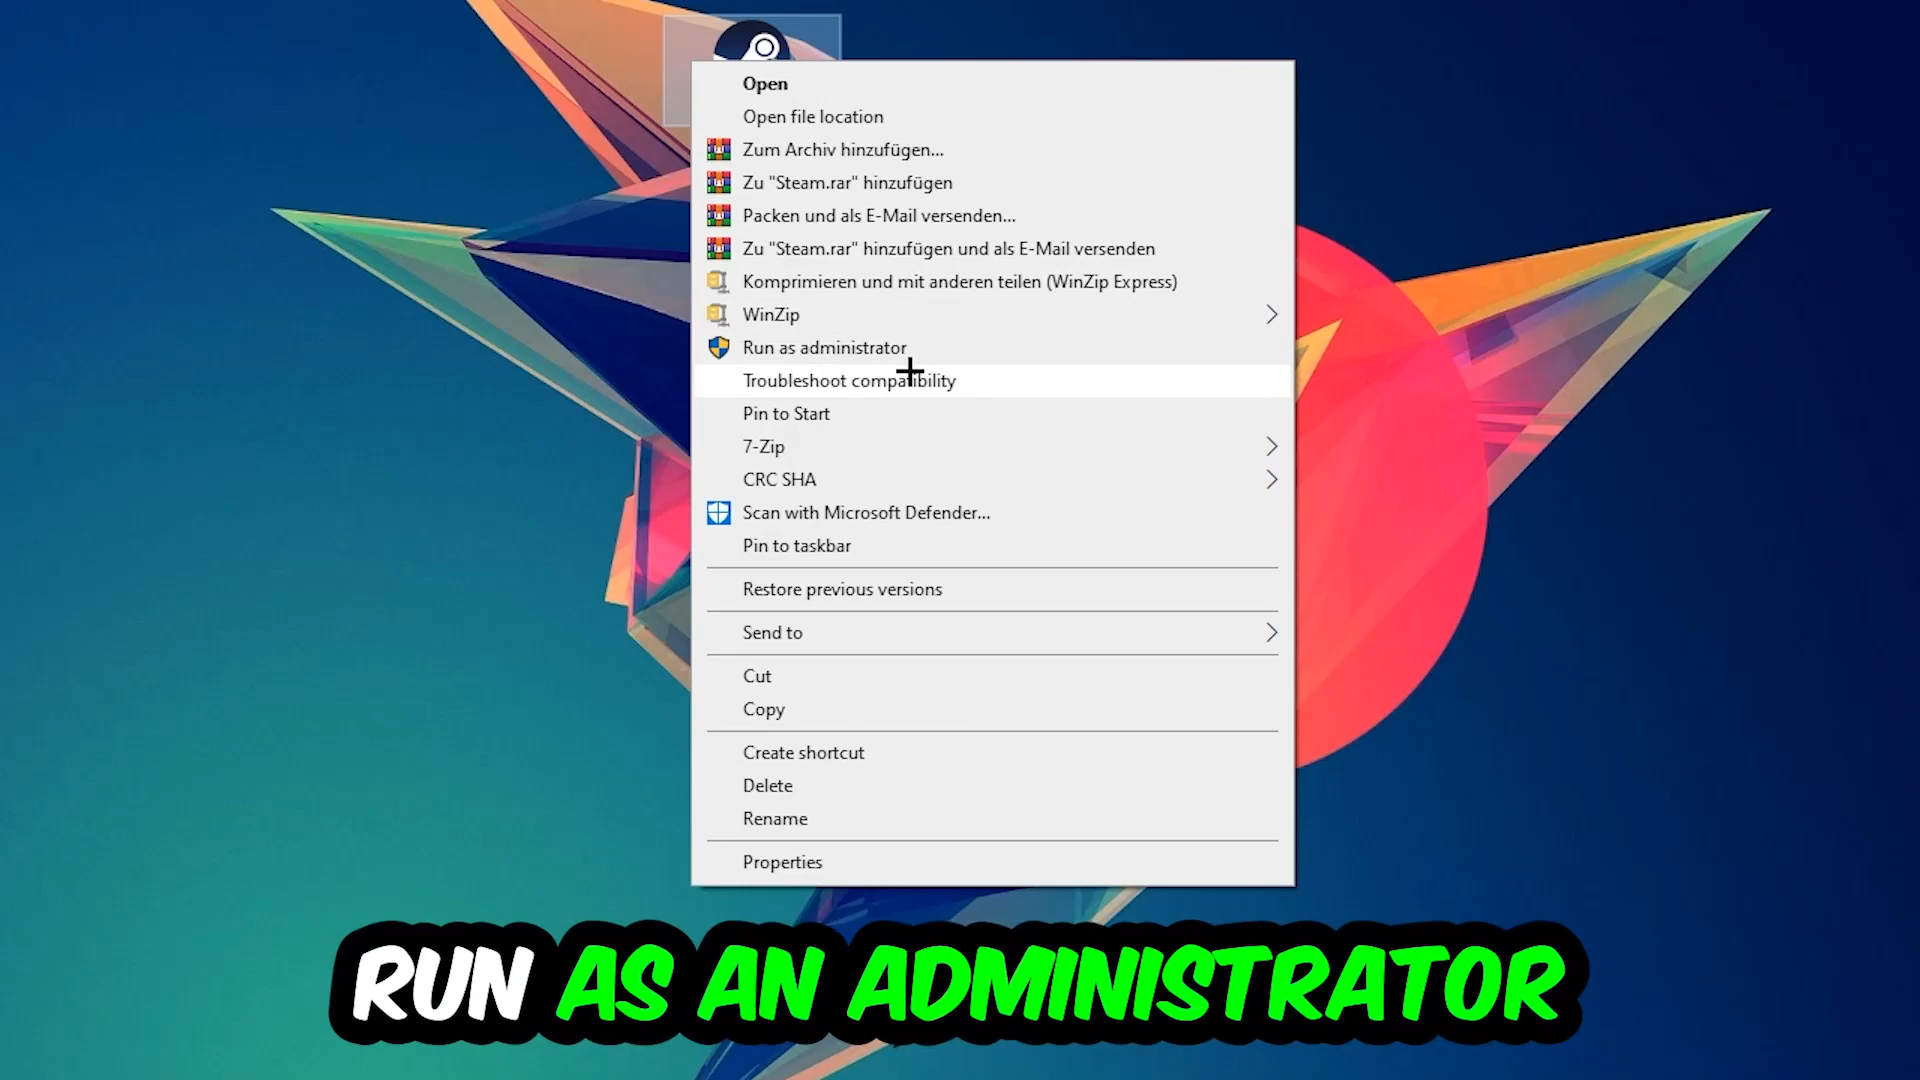 Open
Open file location
Zum Archiv hinzufügen...
Zu "Steam.rar" hinzufügen
Packen und als E-Mail versenden...
Zu "Steam.rar" hinzufügen und als E-Mail versenden
Komprimieren und mit anderen teilen (WinZip Express)
WinZip
Run as administrator
Troubleshoot compatibility
Pin to Start
7-Zip
CRC SHA
Scan with Microsoft Defender...
Pin to taskbar
Restore previous versions
Send to
Cut
Copy
Create shortcut
Delete
Rename
Properties
RUN AS AN ADMINISTRATOR